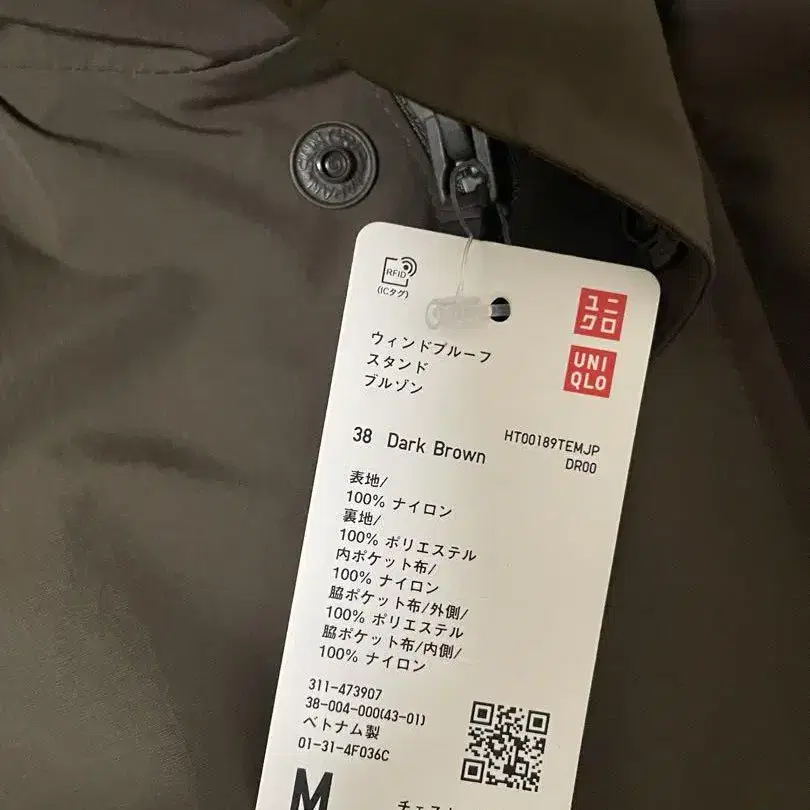 RFID
(ICタグ)
ユニ
クロ
UNI
QLO
ウィンドプルーフ
スタンド
ブルゾン
38 Dark Brown
HT00189TEMJP
DR00
表地/
100% ナイロン
裏地/
100% ポリエステル
内ポケット布/
100% ナイロン
脇ポケット布/外側/
100% ポリエステル
脇ポケット布/内側/
100% ナイロン
311-473907
38-004-000(43-01)
ベトナム製
01-31-4F036C
M